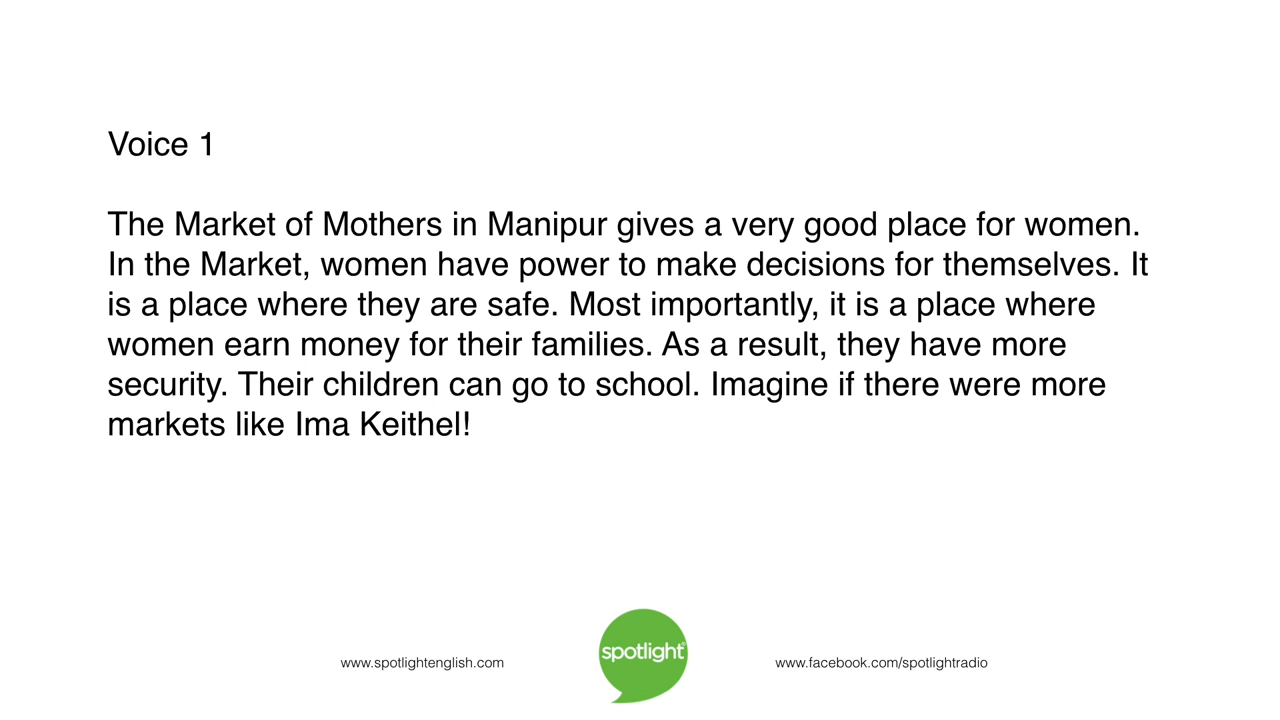 Voice 1
The Market of Mothers in Manipur gives a very good place for women.
In the Market, women have power to make decisions for themselves. It
is a place where they are safe. Most importantly, it is a place where
women earn money for their families. As a result, they have more
security. Their children can go to school. Imagine if there were more
markets like Ima Keithel!
www.spotlightenglish.com
spotlight®
www.facebook.com/spotlightradio